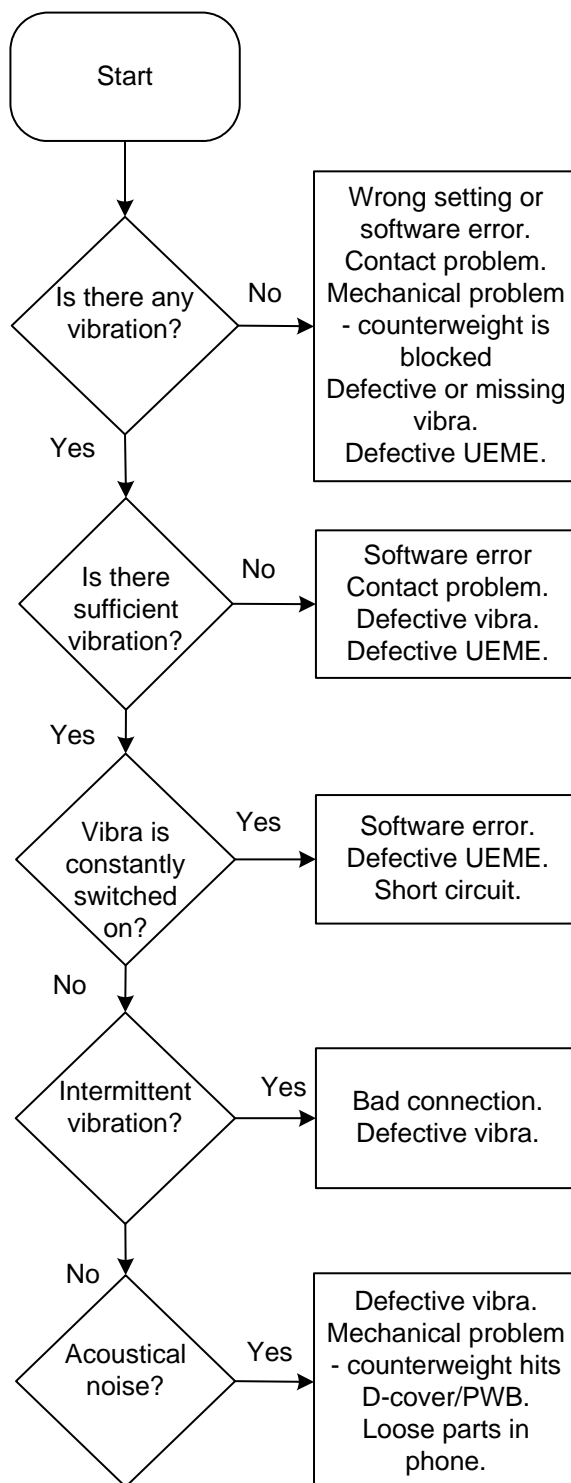 Start
Is there any
vibration?
No
Wrong setting or
software error.
Contact problem.
Mechanical problem
- counterweight is
blocked
Defective or missing
vibra.
Defective UEME.
Yes
Is there
sufficient
vibration?
No
Software error
Contact problem.
Defective vibra.
Defective UEME.
Yes
Vibra is
constantly
switched
on?
Yes
Software error.
Defective UEME.
Short circuit.
No
Intermittent
vibration?
Yes
Bad connection.
Defective vibra.
No
Acoustical
noise?
Yes
Defective vibra.
Mechanical problem
- counterweight hits
D-cover/PWB.
Loose parts in
phone.